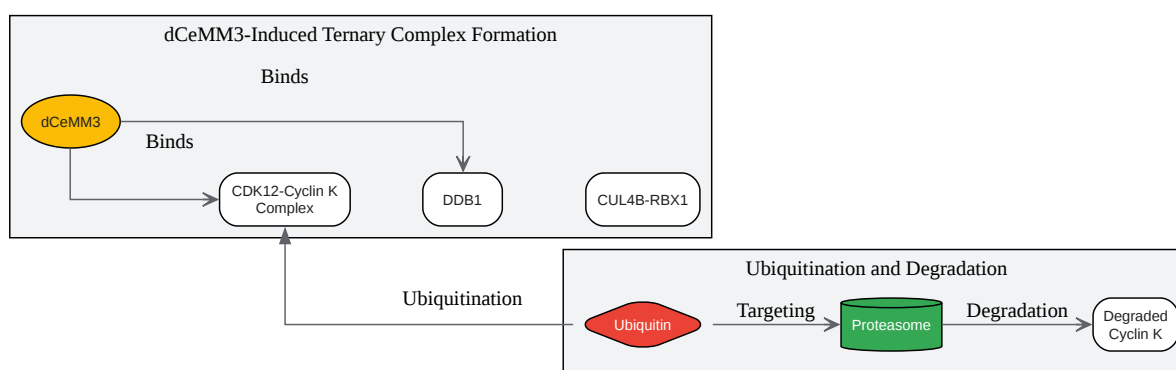 dCeMM3-Induced Ternary Complex Formation
Binds
dCeMM3
Binds
CDK12-Cyclin K
Complex
DDB1
CUL4B-RBX1
Ubiquitination and Degradation
Ubiquitination
Ubiquitin
Targeting
Proteasome
Degradation
Degraded
Cyclin K